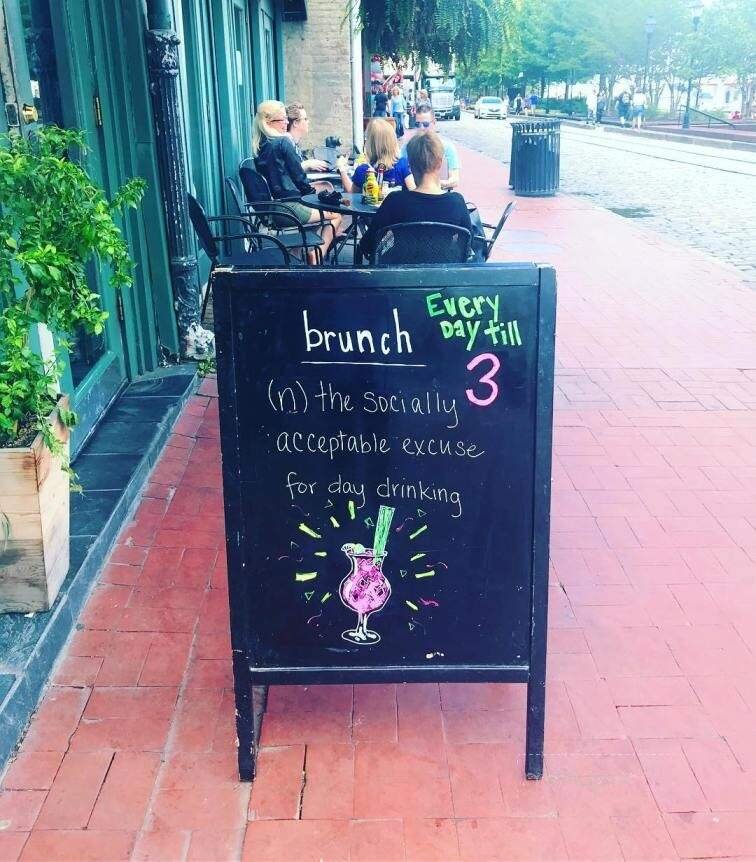 brunch
Every
Day till
3
(n) the socially
acceptable excuse
for day drinking